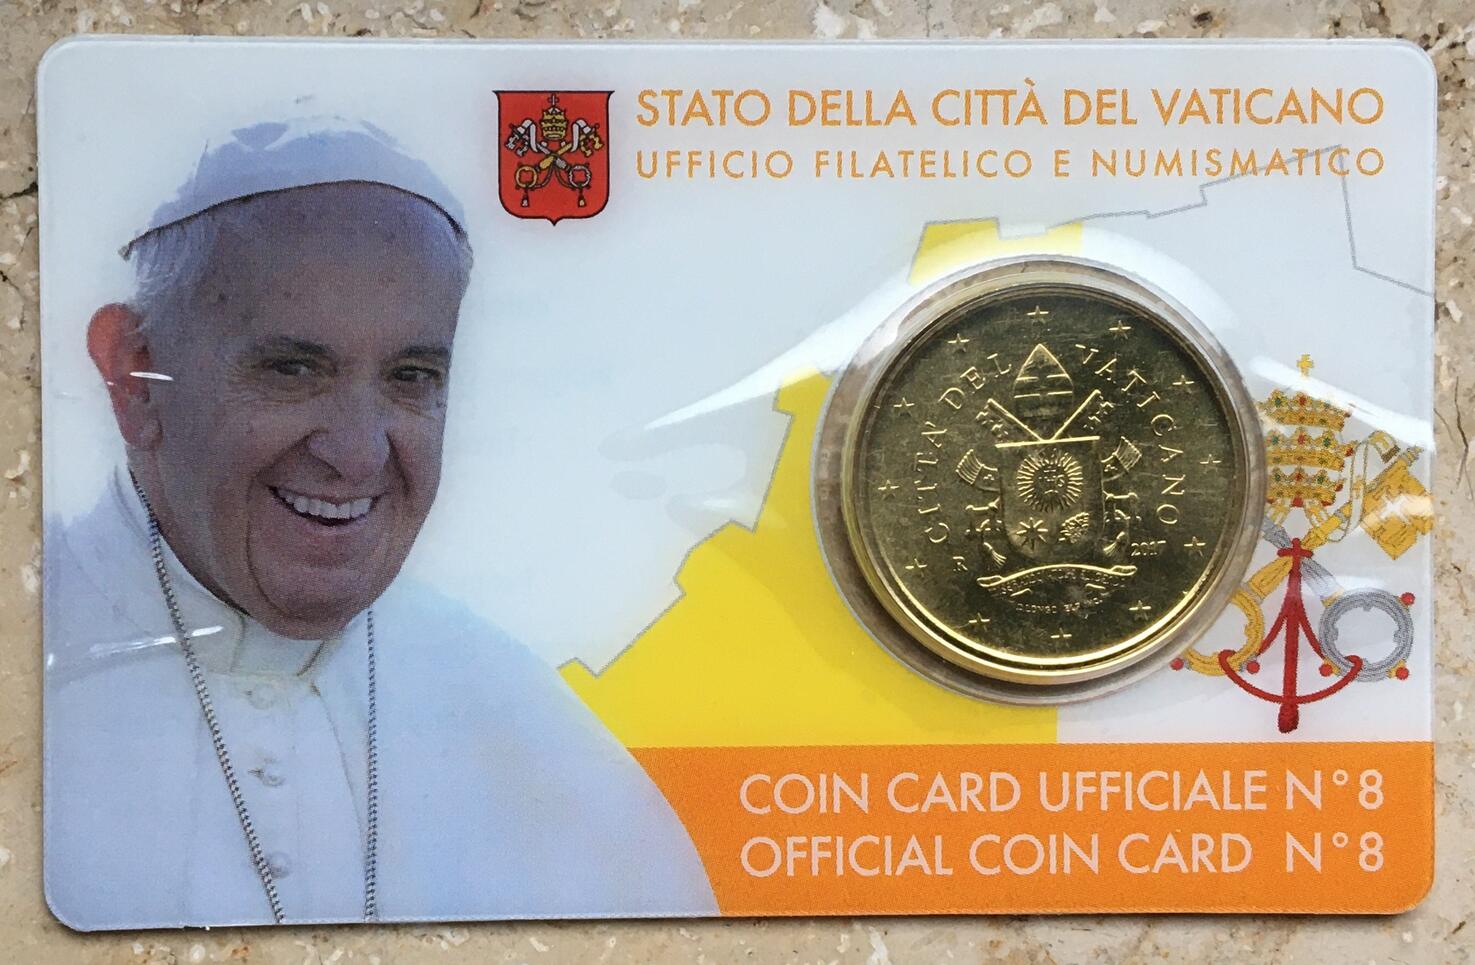 STATO DELLA CITTÀ DEL VATICANO
UFFICIO FILATELICO E NUMISMATICO
CITTA' DEL VATICANO
IHS
R
2017
COIN CARD UFFICIALE N°8
OFFICIAL COIN CARD N°8